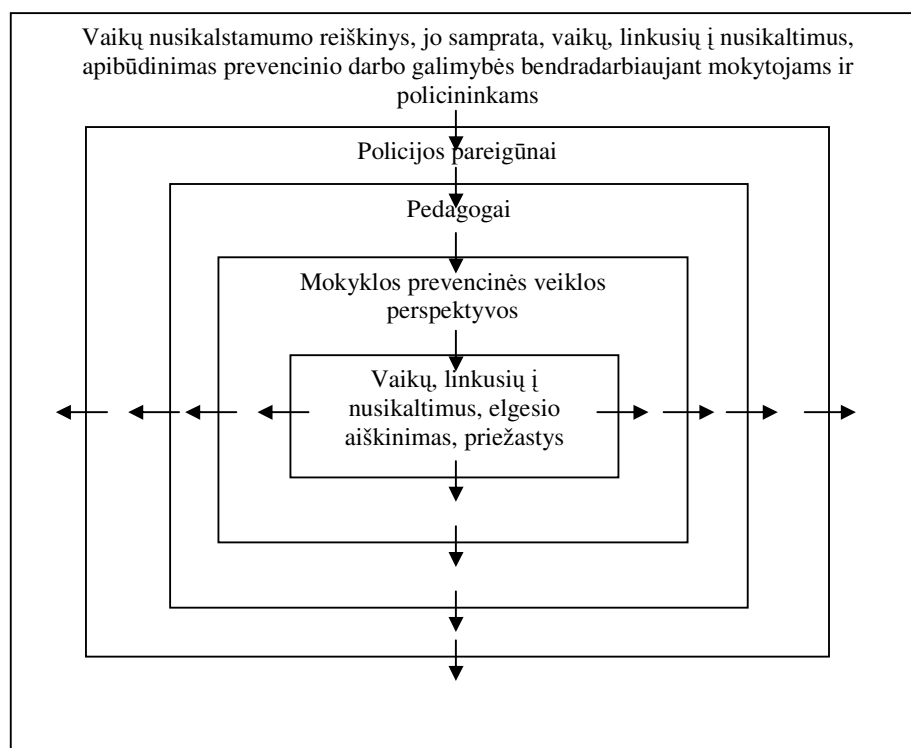 Vaikų nusikalstamumo reiškinys, jo samprata, vaikų, linkusių į nusikaltimus,
apibūdinimas prevencinio darbo galimybės bendradarbiaujant mokytojams ir
policininkams
Policijos pareigūnai
Pedagogai
Mokyklos prevencinės veiklos
perspektyvos
Vaikų, linkusių į
nusikaltimus, elgesio
aiškinimas, priežastys